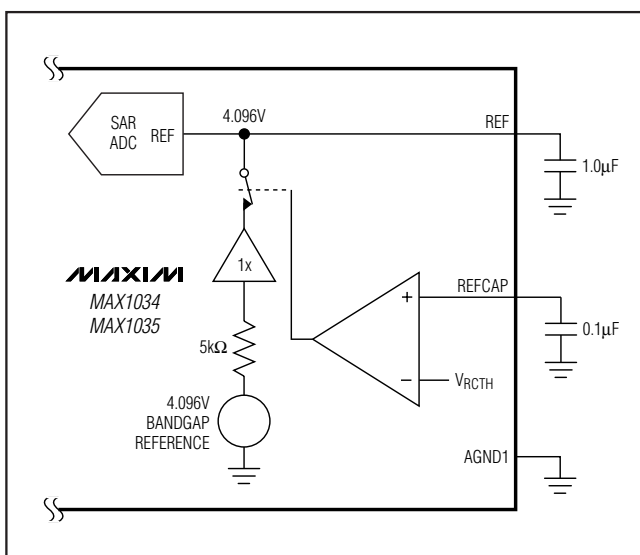 SAR
ADC
REF
4.096V
REF
1.0µF
1x
MAXIM
MAX1034
MAX1035
REFCAP
0.1µF
5kΩ
+
−
VRCTH
4.096V
BANDGAP
REFERENCE
AGND1